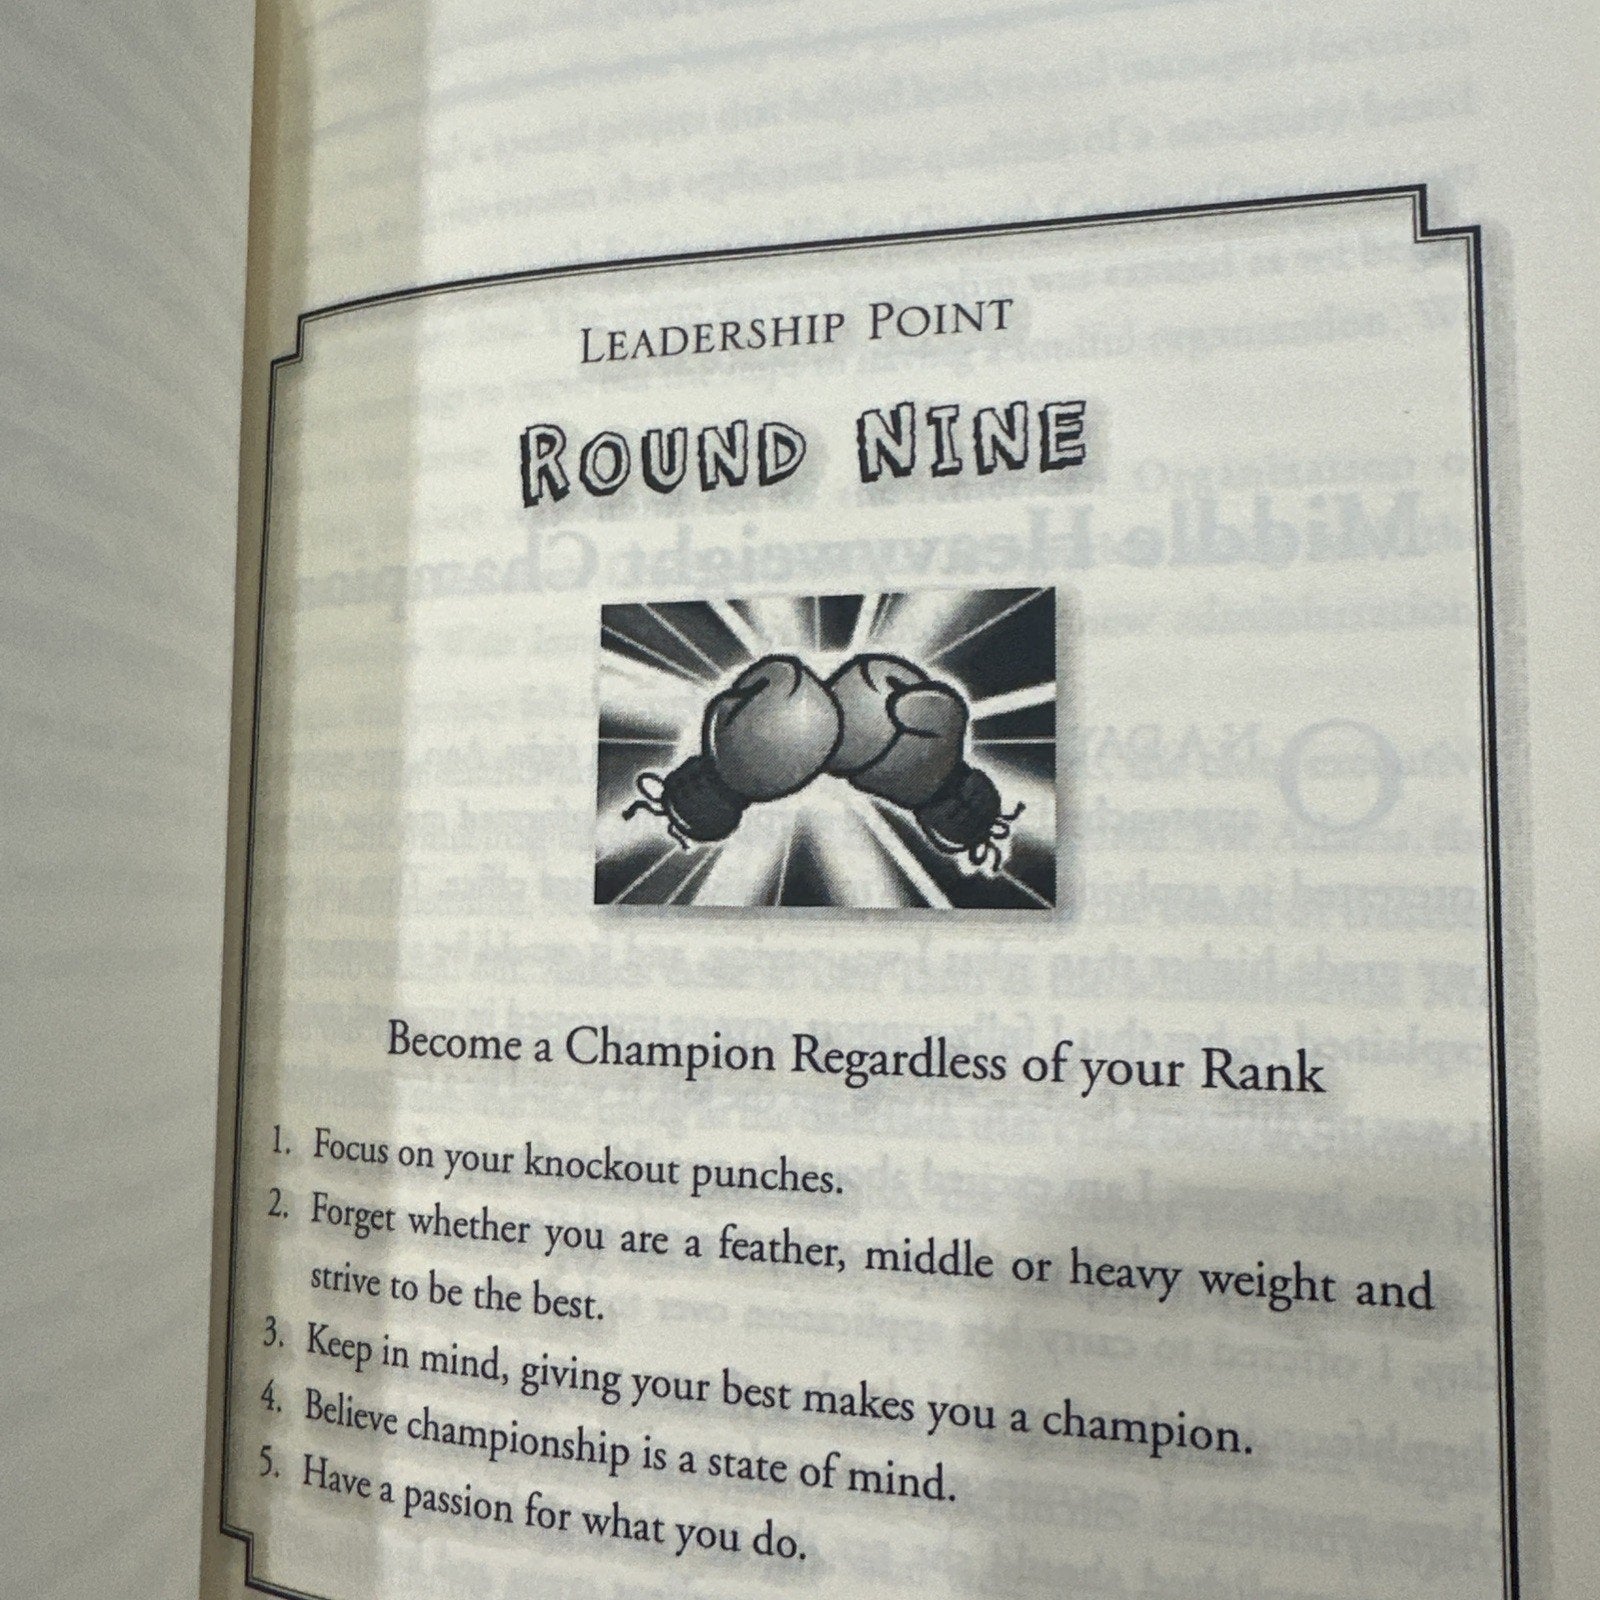 LEADERSHIP POINT
ROUND NINE
Become a Champion Regardless of your Rank
1. Focus on your knockout punches.
2. Forget whether you are a feather, middle or heavy weight and
strive to be the best.
3. Keep in mind, giving your best makes you a champion.
4. Believe championship is a state of mind.
5. Have a passion for what you do.